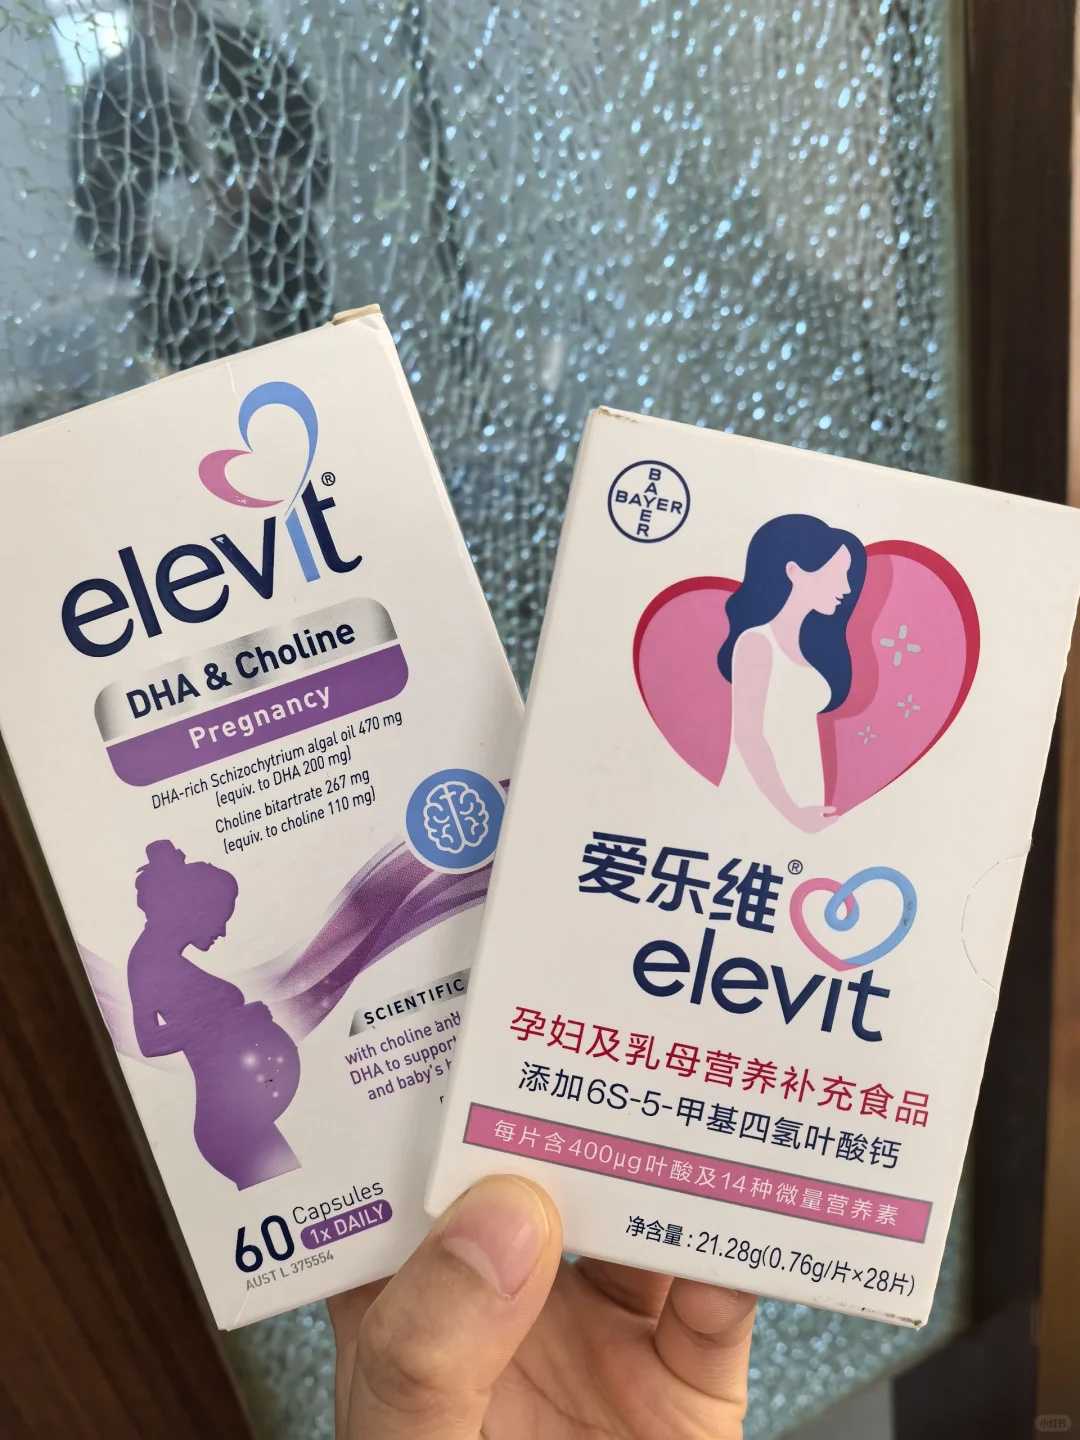 elevit®
DHA & Choline
Pregnancy
DHA-rich Schizochytrium algal oil 470 mg
(equiv. to DHA 200 mg)
Choline bitartrate 267 mg
(equiv. to choline 110 mg)
SCIENTIFIC
with choline and
DHA to support
and baby's
60 Capsules
1x DAILY
AUST L 375554
BAYER
BAYER
爱乐维®
elevit
孕妇及乳母营养补充食品
添加6S-5-甲基四氢叶酸钙
每片含400μg叶酸及14种微量营养素
净含量:21.28g(0.76g/片×28片)